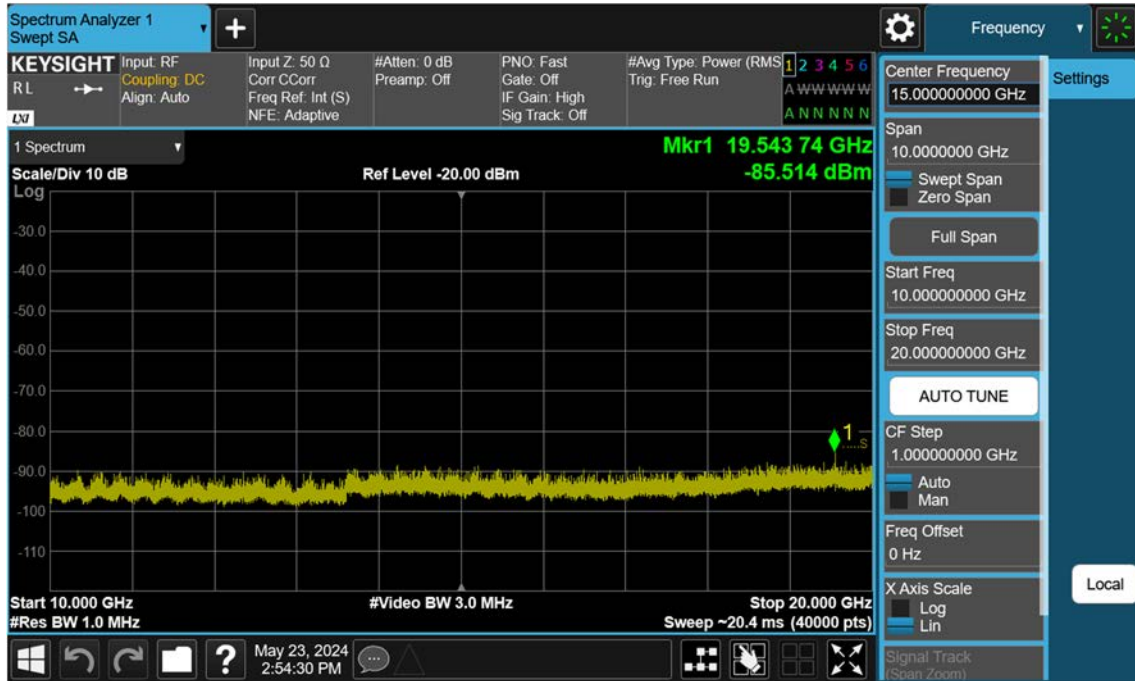 Spectrum Analyzer 1
Swept SA
+
Frequency
KEYSIGHT
RL
LXI
Input: RF
Coupling: DC
Align: Auto
Input Z: 50 Ω
Corr CCorr
Freq Ref: Int (S)
NFE: Adaptive
#Atten: 0 dB
Preamp: Off
PNO: Fast
Gate: Off
IF Gain: High
Sig Track: Off
#Avg Type: Power (RMS
Trig: Free Run
1 2 3 4 5 6
A W W W W W
A N N N N N
1 Spectrum
Mkr1 19.543 74 GHz
-85.514 dBm
Scale/Div 10 dB
Ref Level -20.00 dBm
Log
-30.0
-40.0
-50.0
-60.0
-70.0
-80.0
-90.0
-100
-110
1
S
Start 10.000 GHz
#Video BW 3.0 MHz
Stop 20.000 GHz
#Res BW 1.0 MHz
Sweep ~20.4 ms (40000 pts)
Center Frequency
15.000000000 GHz
Span
10.0000000 GHz
Swept Span
Zero Span
Full Span
Start Freq
10.000000000 GHz
Stop Freq
20.000000000 GHz
AUTO TUNE
CF Step
1.000000000 GHz
Auto
Man
Freq Offset
0 Hz
X Axis Scale
Log
Lin
Signal Track
(Span Zoom)
Settings
Local
?
May 23, 2024
2:54:30 PM